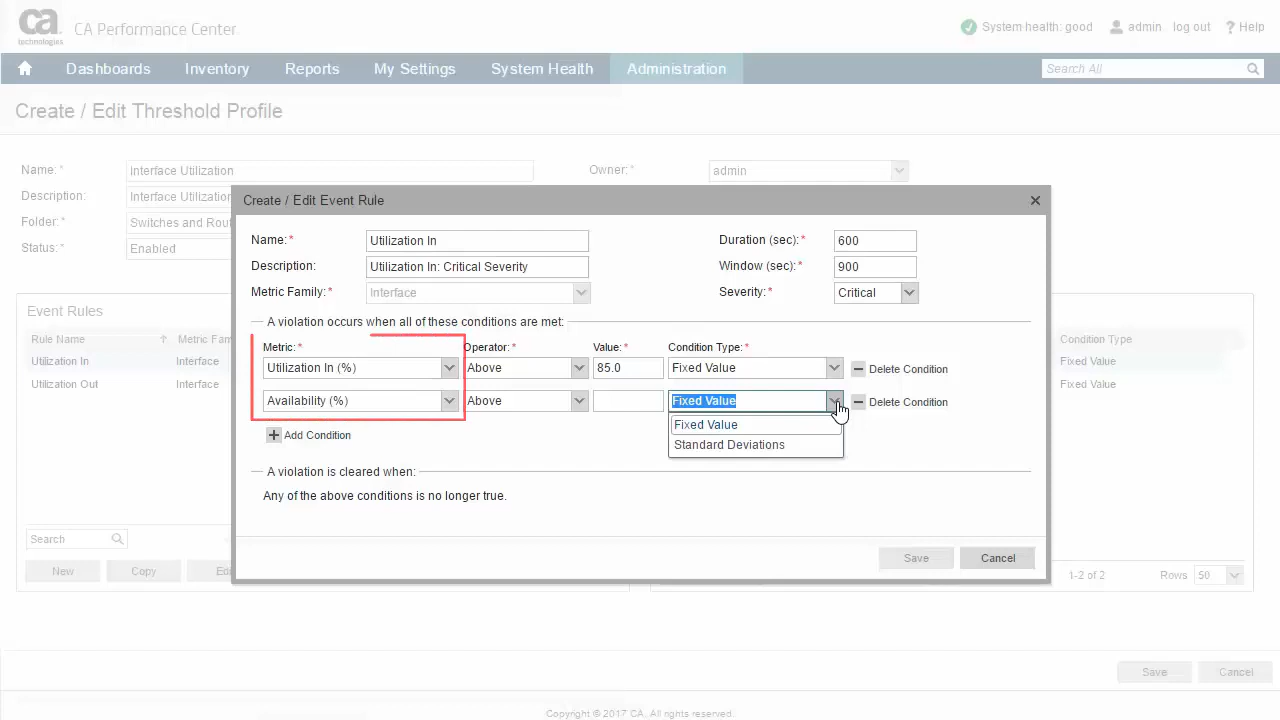 ca
technologies
CA Performance Center
System health: good
admin
log out
? Help
Dashboards
Inventory
Reports
My Settings
System Health
Administration
Search All
Create / Edit Threshold Profile
Name: * Interface Utilization
Owner: * admin
Description: Interface Utilization
Folder: * Switches and Rou
Status: * Enabled
Create / Edit Event Rule
Name: * Utilization In
Duration (sec): * 600
Description: Utilization In: Critical Severity
Window (sec): * 900
Metric Family: * Interface
Severity: * Critical
A violation occurs when all of these conditions are met:
Metric: * Operator: * Value: * Condition Type: *
Utilization In (%) Above 85.0 Fixed Value Delete Condition
Availability (%) Above Fixed Value Delete Condition
Fixed Value
Standard Deviations
Add Condition
A violation is cleared when:
Any of the above conditions is no longer true.
Save Cancel
Event Rules
Rule Name Metric Fam
Condition Type
Utilization In Interface
Fixed Value
Utilization Out Interface
Fixed Value
Search
New Copy Edi
1-2 of 2 Rows 50
Save Cancel
Copyright © 2017 CA. All rights reserved.